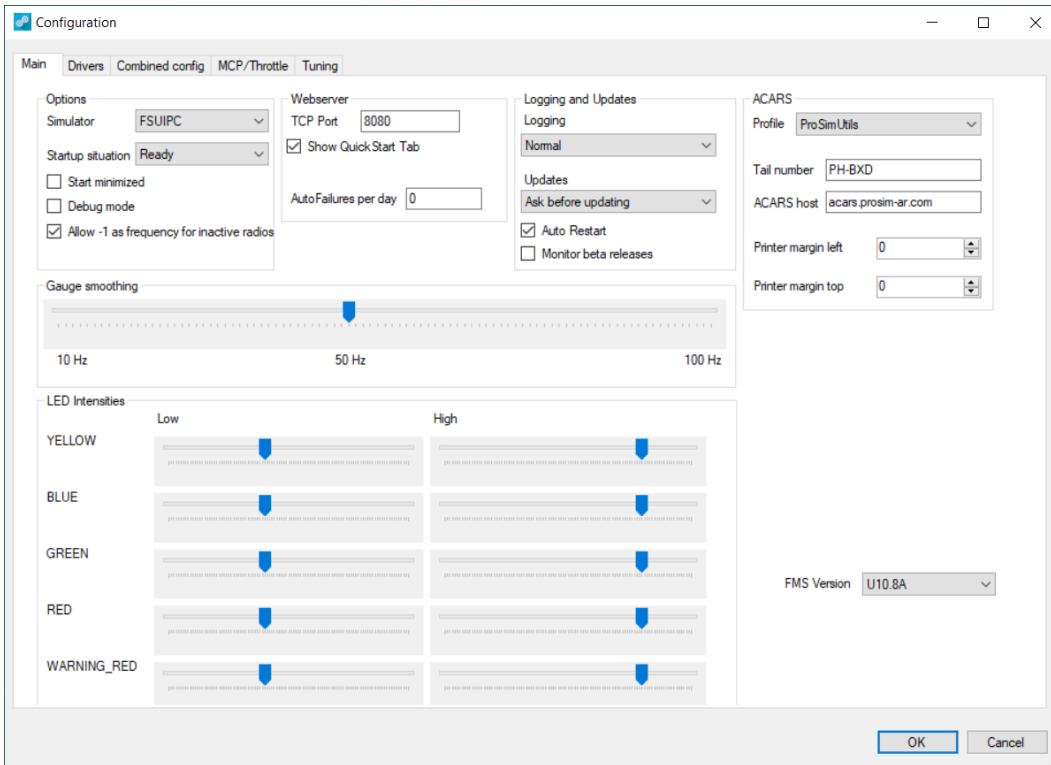 Configuration
Main Drivers Combined config MCP/Throttle Tuning
Options
Simulator FSUIPC
Startup situation Ready
Start minimized
Debug mode
Allow -1 as frequency for inactive radios
Webserver
TCP Port 8080
Show QuickStart Tab
AutoFailures per day 0
Logging and Updates
Logging
Normal
Updates
Ask before updating
Auto Restart
Monitor beta releases
ACARS
Profile ProSimUtils
Tail number PH-BXD
ACARS host acars.prosim-ar.com
Printer margin left 0
Printer margin top 0
Gauge smoothing
10 Hz 50 Hz 100 Hz
LED Intensities
Low High
YELLOW
BLUE
GREEN
RED
WARNING_RED
FMS Version U10.8A
OK Cancel